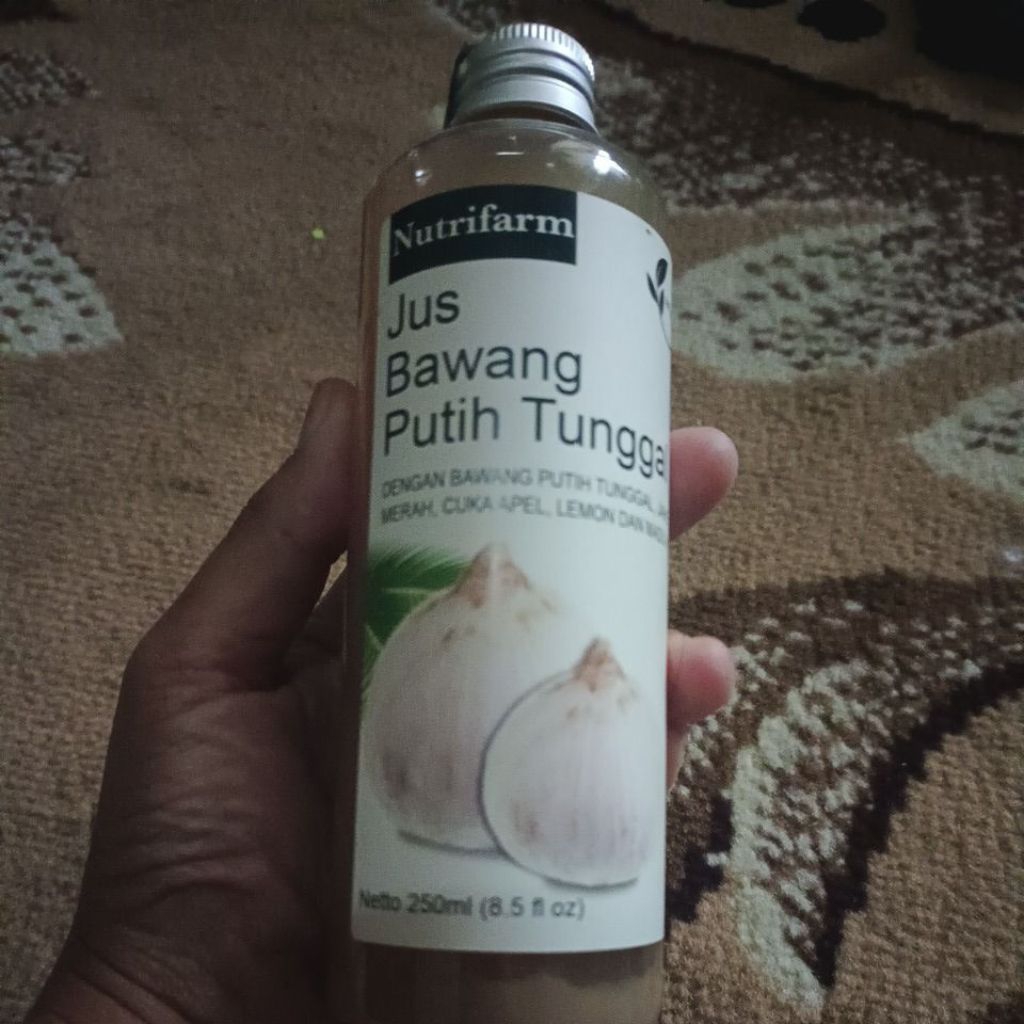 Nutrifarm
Jus
Bawang
Putih Tunggal
DENGAN BAWANG PUTIH TUNGGAL,
MERAH, CUKA APEL, LEMON DAN
Netto 250ml (8.5 fl oz)